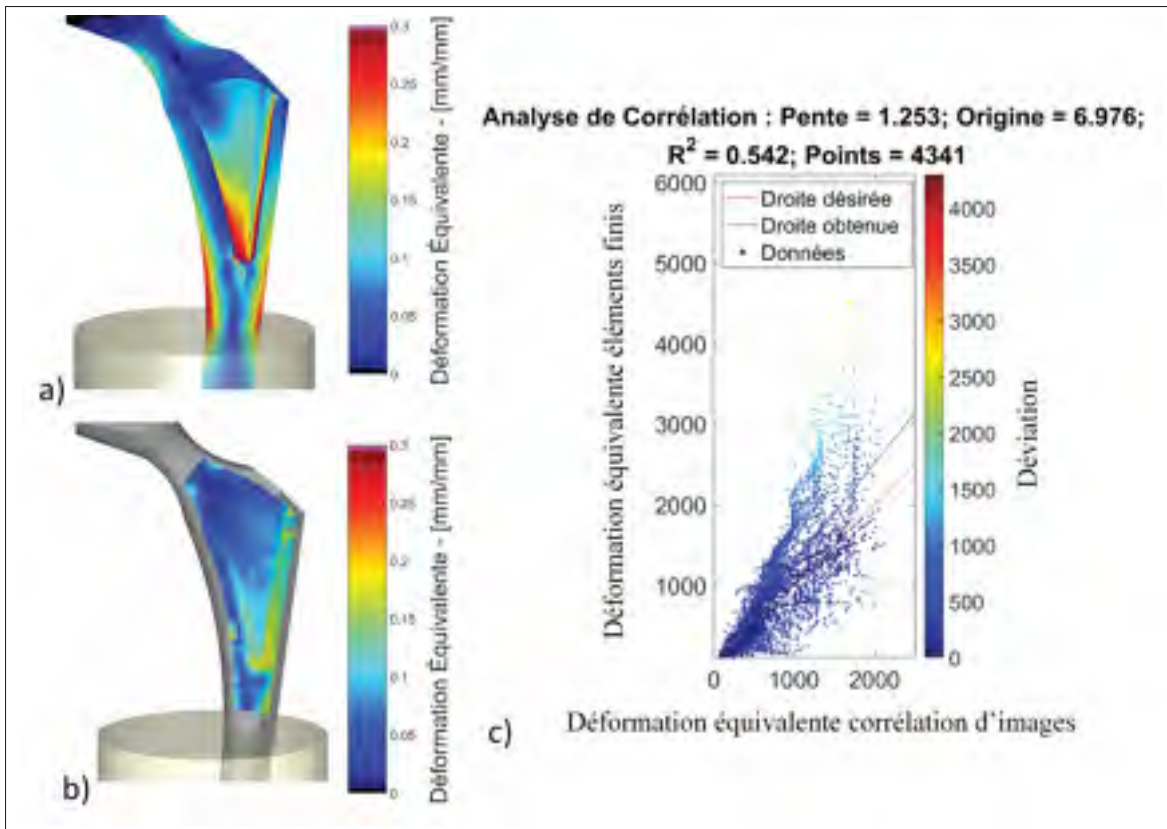 0.3
0.25
0.2
0.15
0.1
0.05
0
Déformation Équivalente - [mm/mm]
a)
0.3
0.25
0.2
0.15
0.1
0.05
0
Déformation Équivalente - [mm/mm]
b)
Analyse de Corrélation : Pente = 1.253; Origine = 6.976;
R² = 0.542; Points = 4341
6000
5000
4000
3000
2000
1000
Déformation équivalente éléments finis
Droite désirée
Droite obtenue
Données
0
1000
2000
4000
3500
3000
2500
2000
1500
1000
500
0
Déviation
c)
Déformation équivalente corrélation d'images